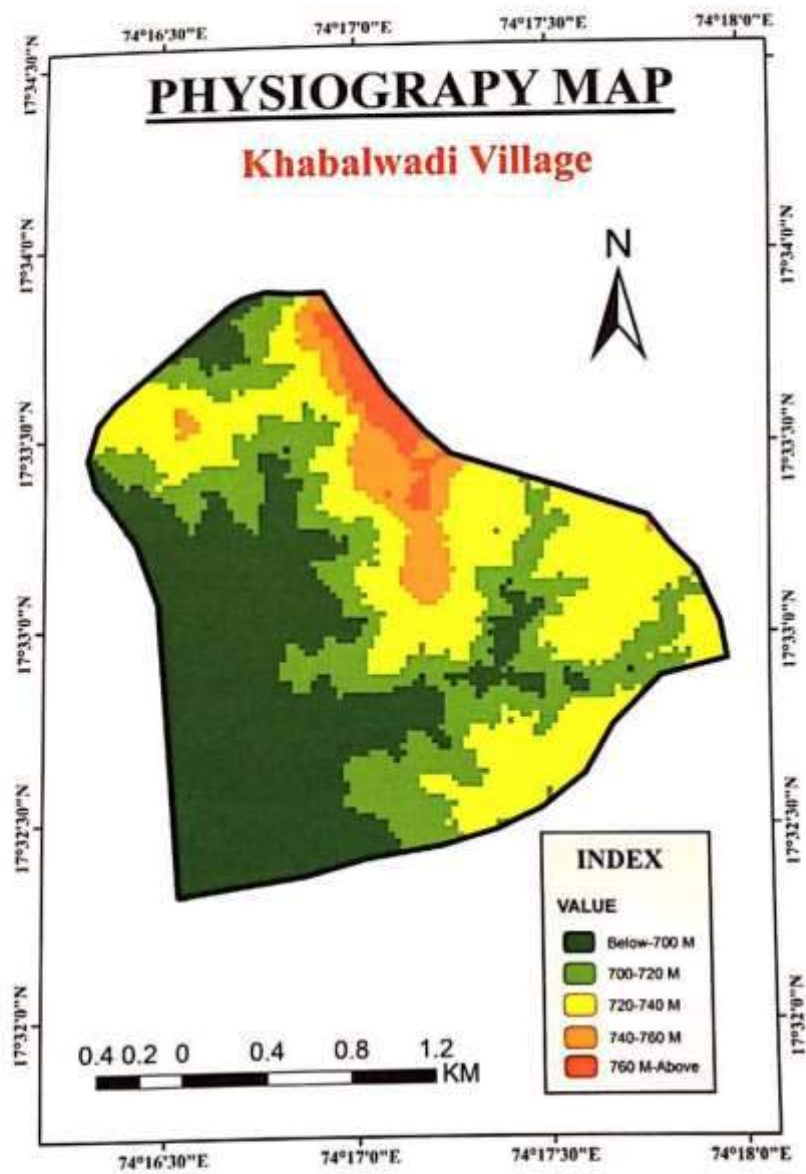 74°16'30"E 74°17'0"E 74°17'30"E 74°18'0"E
17°34'30"N
PHYSIOGRAPY MAP
Khabalwadi Village
N
17°34'0"N 17°34'0"N
17°33'30"N 17°33'30"N
17°33'0"N 17°33'0"N
17°32'30"N 17°32'30"N
INDEX
VALUE
Below-700 M
700-720 M
720-740 M
740-760 M
760 M-Above
17°32'0"N 17°32'0"N
0.4 0.2 0 0.4 0.8 1.2
KM
74°16'30"E 74°17'0"E 74°17'30"E 74°18'0"E